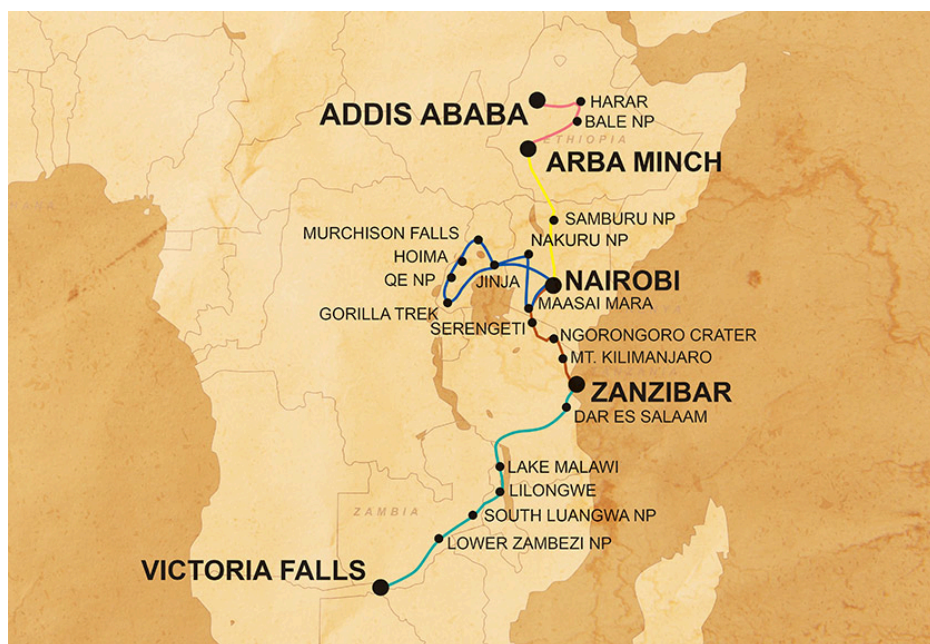 HARAR
ADDIS ABABA
BALE NP
ETHIOPIA
ARBA MINCH
SAMBURU NP
MURCHISON FALLS
NAKURU NP
HOIMA
QE NP
JINJA
NAIROBI
MAASAI MARA
GORILLA TREK
SERENGETI
NGORONGORO CRATER
MT. KILIMANJARO
ZANZIBAR
DAR ES SALAAM
LAKE MALAWI
LILONGWE
ZAMBIA
SOUTH LUANGWA NP
LOWER ZAMBEZI NP
VICTORIA FALLS